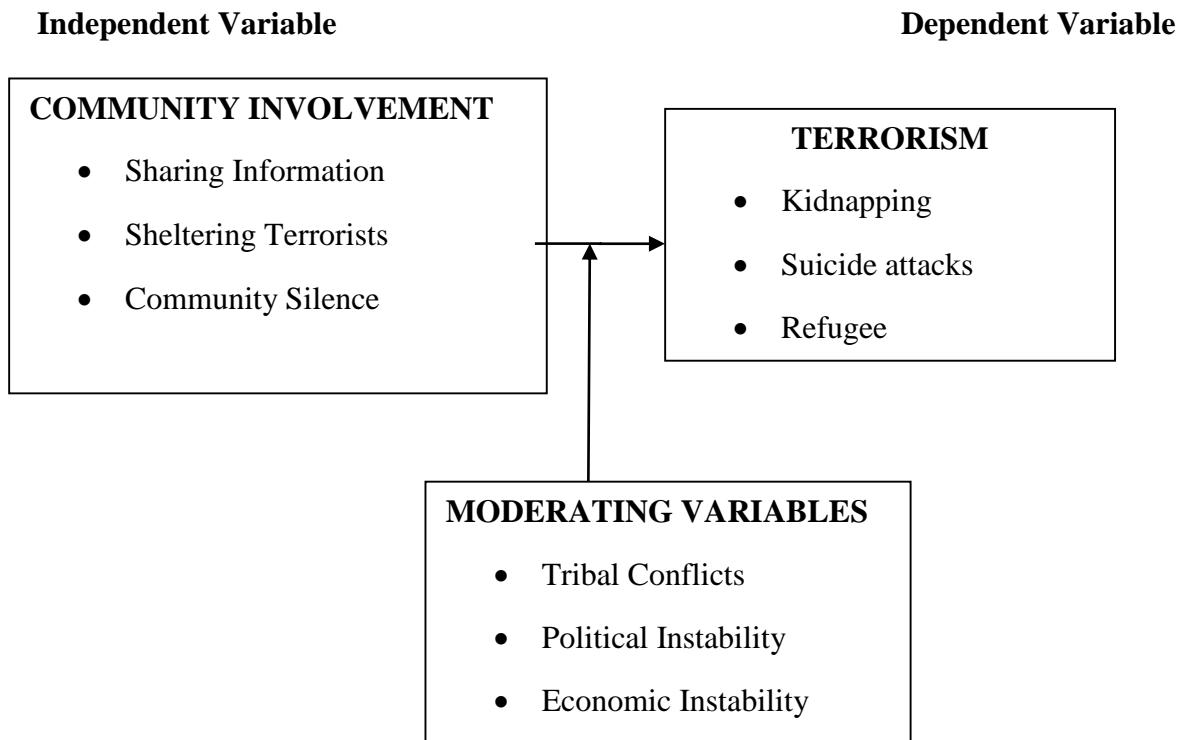 Independent Variable
Dependent Variable
COMMUNITY INVOLVEMENT
• Sharing Information
• Sheltering Terrorists
• Community Silence
TERRORISM
• Kidnapping
• Suicide attacks
• Refugee
MODERATING VARIABLES
• Tribal Conflicts
• Political Instability
• Economic Instability